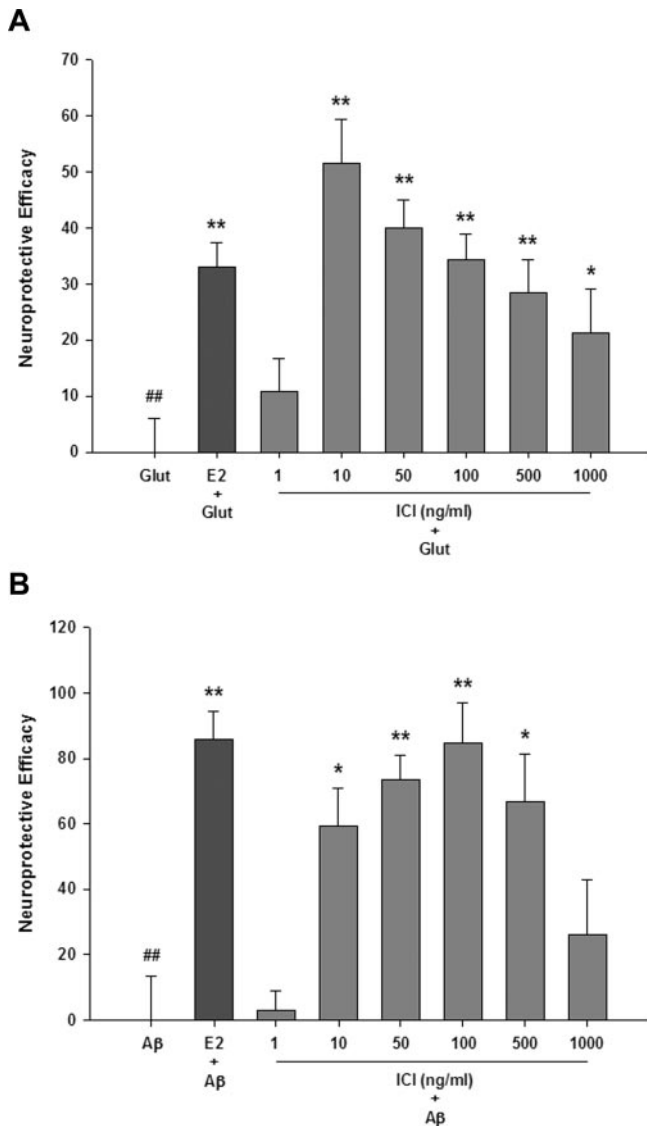 A
Neuroprotective Efficacy
70
60
50
40
30
20
10
0
##
**
**
**
**
**
*
Glut
E2
+
Glut
1 10 50 100 500 1000
ICI (ng/ml)
+
Glut
B
Neuroprotective Efficacy
120
100
80
60
40
20
0
##
**
*
**
**
*
Aβ
E2
+
Aβ
1 10 50 100 500 1000
ICI (ng/ml)
+
Aβ